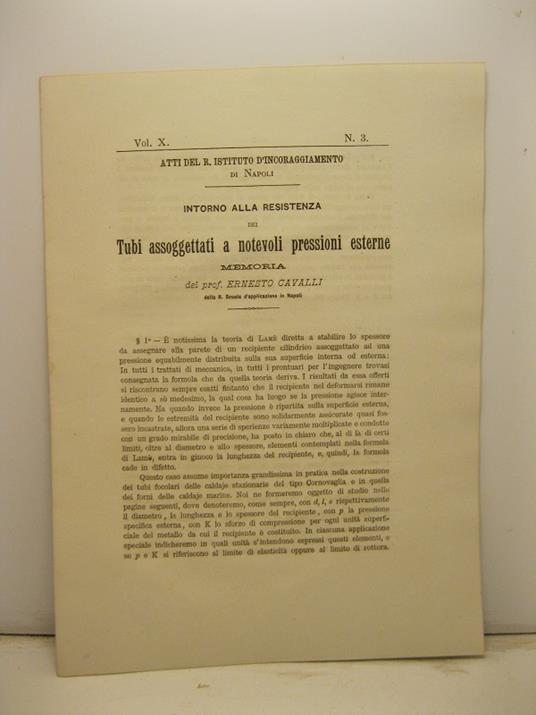 Vol. X. N. 3.
ATTI DEL R. ISTITUTO D'INCORAGGIAMENTO
DI NAPOLI
INTORNO ALLA RESISTENZA
DEI
Tubi assoggettati a notevoli pressioni esterne
MEMORIA
del prof. ERNESTO CAVALLI
della R. Scuola d'applicazione in Napoli
§ 1º — È notissima la teoria di LAMÈ diretta a stabilire lo spessore
da assegnare alla parete di un recipiente cilindrico assoggettato ad una
pressione equabilmente distribuita sulla sua superficie interna od esterna:
In tutti i trattati di meccanica, in tutti i prontuari per l'ingegnere trovasi
consegnata la formola che da quella teoria deriva. I risultati da essa offerti
si riscontrano sempre esatti fintanto che il recipiente nel deformarsi rimane
identico a sè medesimo, la qual cosa ha luogo se la pressione agisce inter-
namente. Ma quando invece la pressione è ripartita sulla superficie esterna,
e quando le estremità del recipiente sono solidamente assicurate quasi fos-
sero incastrate, allora una serie di sperienze variamente moltiplicate e condotte
con un grado mirabile di precisione, ha posto in chiaro che, al di là di certi
limiti, oltre al diametro e allo spessore, elementi contemplati nella formola
di LAMÈ, entra in giuoco la lunghezza del recipiente, e, quindi, la formola
cade in difetto.
Questo caso assume importanza grandissima in pratica nella costruzione
dei tubi focolari delle caldaje stazionarie del tipo Cornovaglia e in quella
dei forni delle caldaje marine. Noi ne formeremo oggetto di studio nelle
pagine seguenti, dove denoteremo, come sempre, con d, l, s rispettivamente
il diametro, la lunghezza e lo spessore del recipiente, con p la pressione
specifica esterna, con K lo sforzo di compressione per ogni unità superfi-
ciale del metallo da cui il recipiente è costituito. In ciascuna applicazione
speciale indicheremo in quali unità s'intendono espressi questi elementi, e
se p e K si riferiscono al limite di elasticità oppure al limite di rottura.